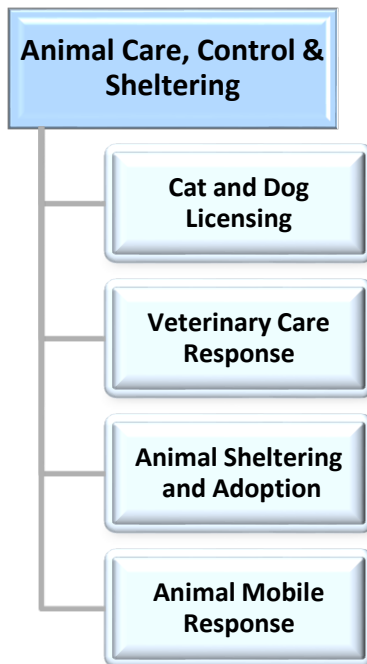 Animal Care, Control &
Sheltering
Cat and Dog
Licensing
Veterinary Care
Response
Animal Sheltering
and Adoption
Animal Mobile
Response